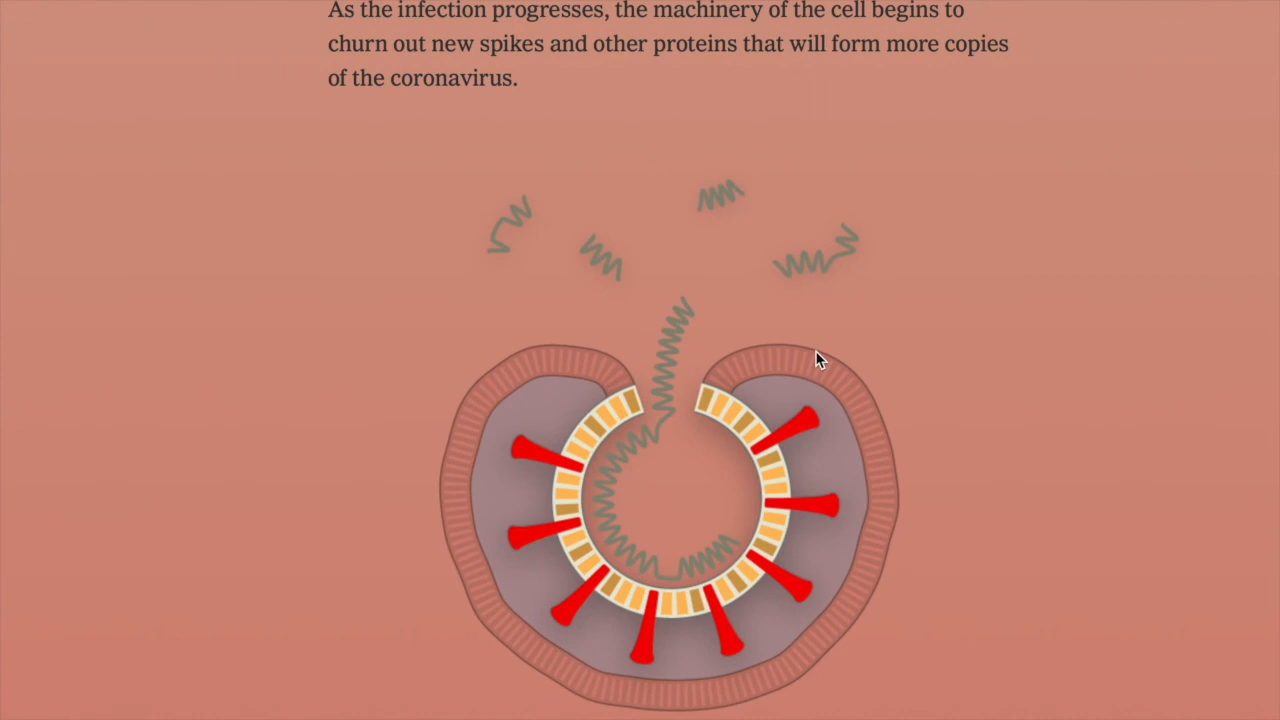 As the infection progresses, the machinery of the cell begins to
churn out new spikes and other proteins that will form more copies
of the coronavirus.